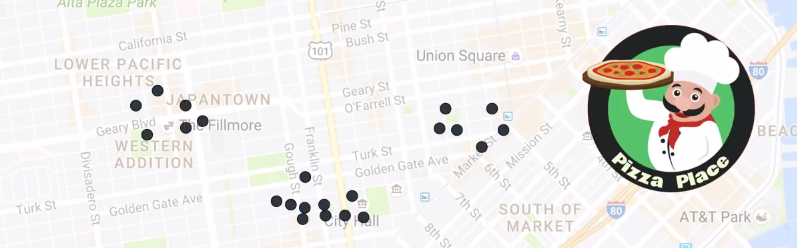 Alta Plaza Park
California St
Pine St
Bush St
LOWER PACIFIC
HEIGHTS
101
Union Square
Kearny St
80
JAPANTOWN
Geary St
O'Farrell St
Geary Blvd
The Fillmore
WESTERN
ADDITION
Divisadero St
Gough St
Franklin St
Turk St
Golden Gate Ave
Market St
Mission St
6th St
5th St
7th St
8th St
Turk St
Golden Gate Ave
City Hall
SOUTH OF
MARKET
80
AT&T Park
BEAC
Pizza Place